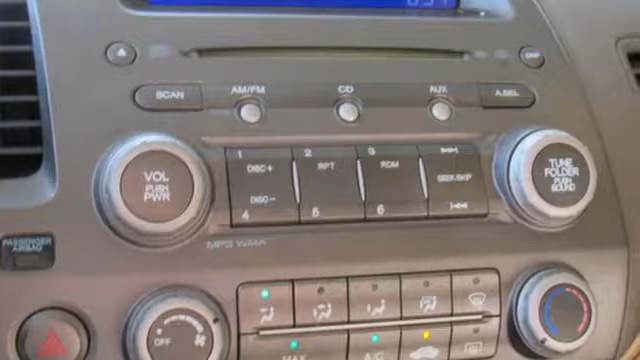 SCAN
AM/FM
CD
AUX
A.SEL
VOL
PUSH
PWR
1 2 3
DISC+ RPT RDM SEEK/SKIP
DISC−
4 5 6
TUNE
FOLDER
PUSH
SOUND
MP3 WMA
PASSENGER
AIRBAG
OFF
MAX
A/C